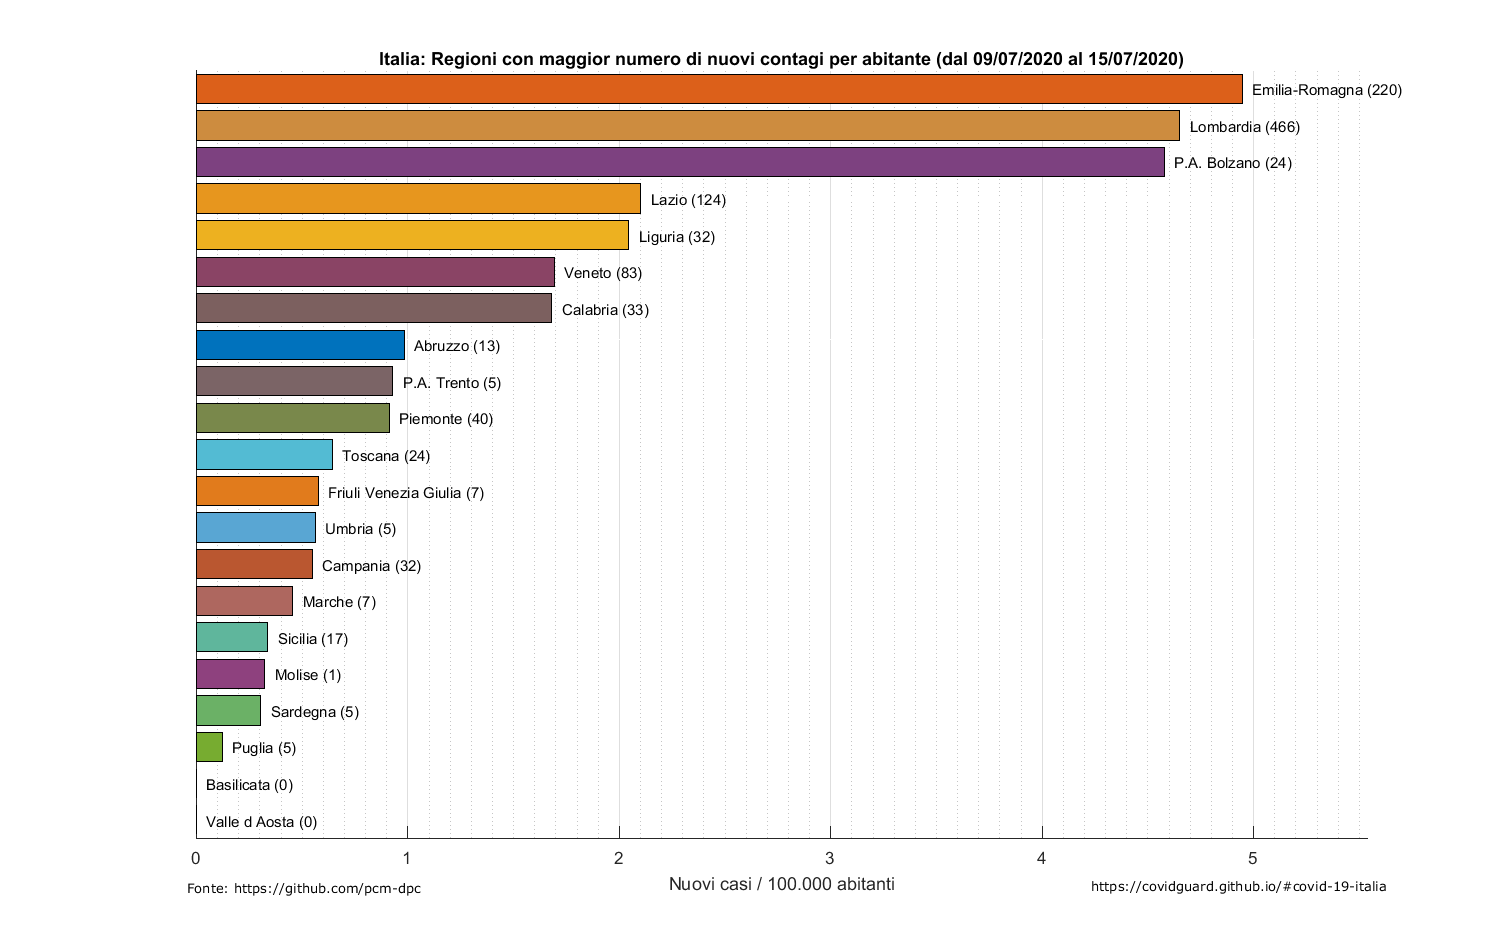 Italia: Regioni con maggior numero di nuovi contagi per abitante (dal 09/07/2020 al 15/07/2020)
Emilia-Romagna (220)
Lombardia (466)
P.A. Bolzano (24)
Lazio (124)
Liguria (32)
Veneto (83)
Calabria (33)
Abruzzo (13)
P.A. Trento (5)
Piemonte (40)
Toscana (24)
Friuli Venezia Giulia (7)
Umbria (5)
Campania (32)
Marche (7)
Sicilia (17)
Molise (1)
Sardegna (5)
Puglia (5)
Basilicata (0)
Valle d Aosta (0)
0 1 2 3 4 5
Nuovi casi / 100.000 abitanti
Fonte: https://github.com/pcm-dpc
https://covidguard.github.io/#covid-19-italia